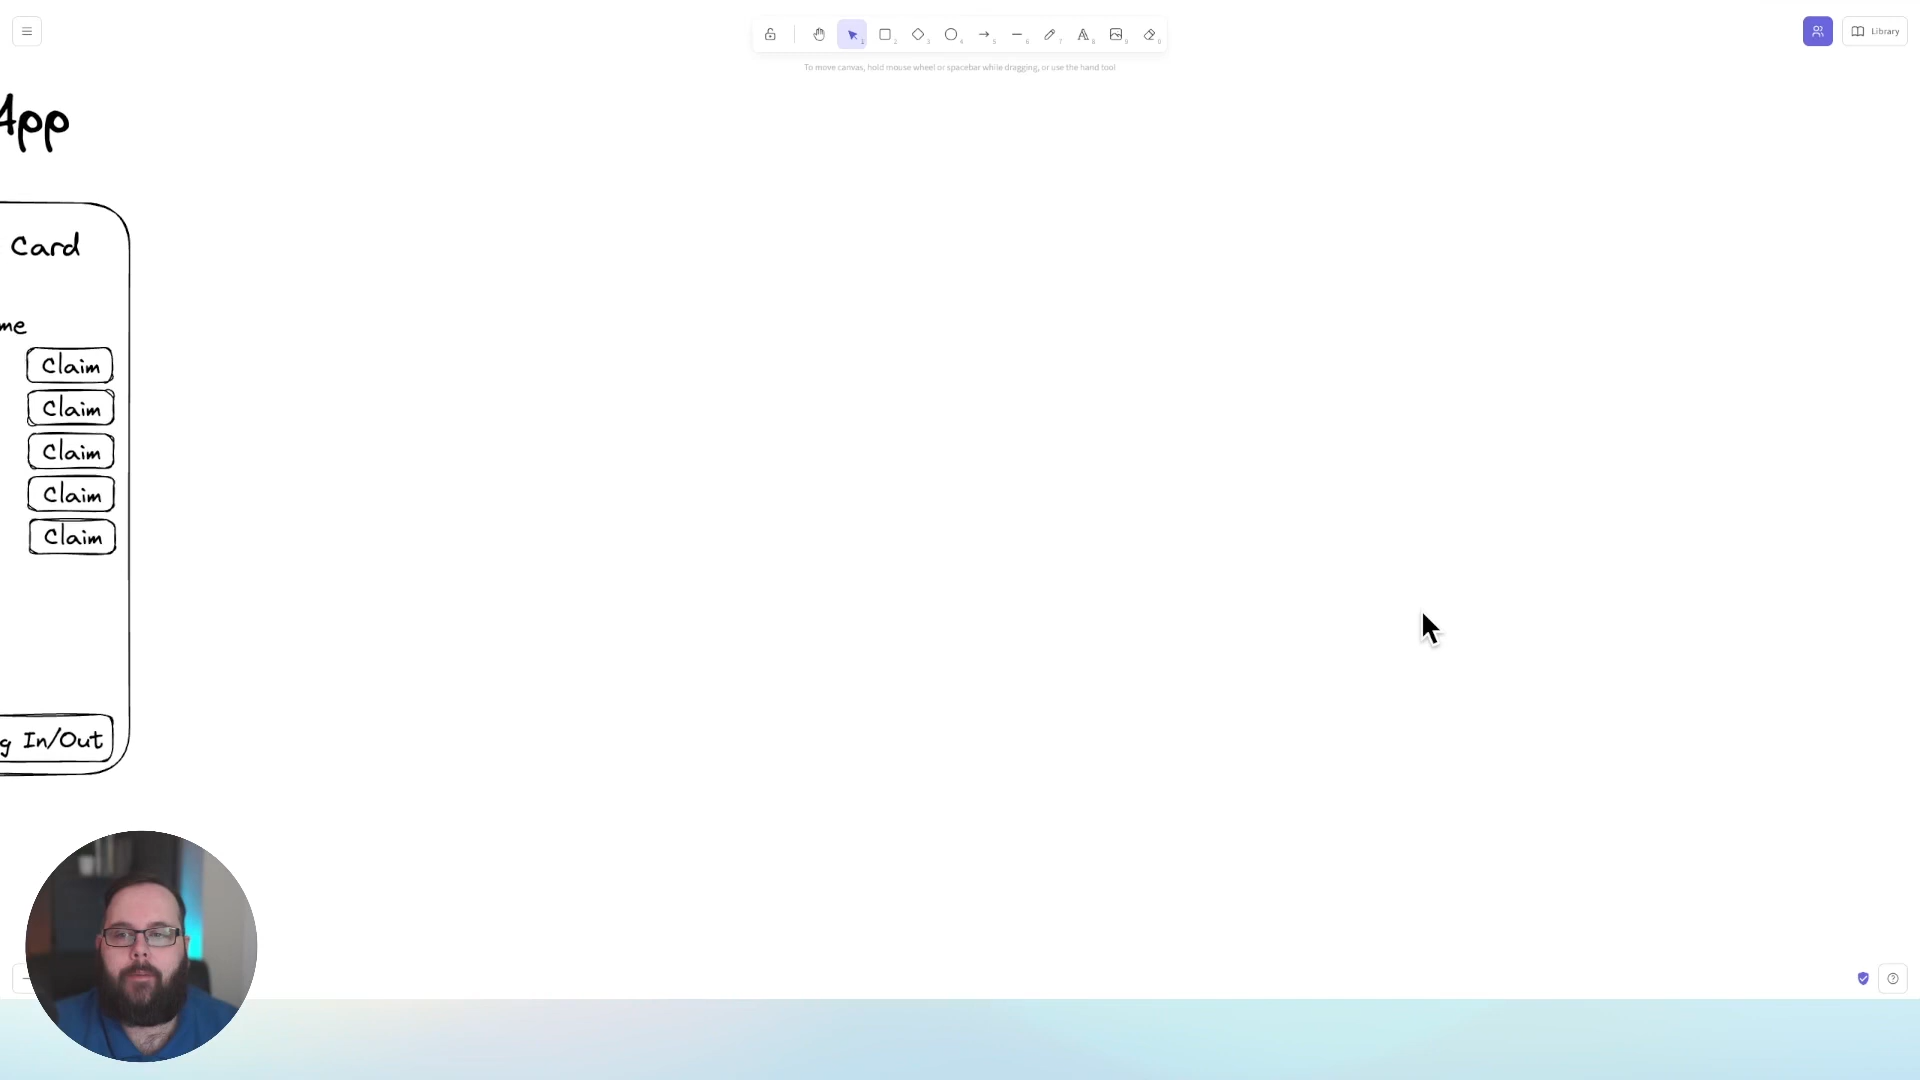 Library
To move canvas, hold mouse wheel or spacebar while dragging, or use the hand tool
App
Card
me
Claim
Claim
Claim
Claim
Claim
g In/Out